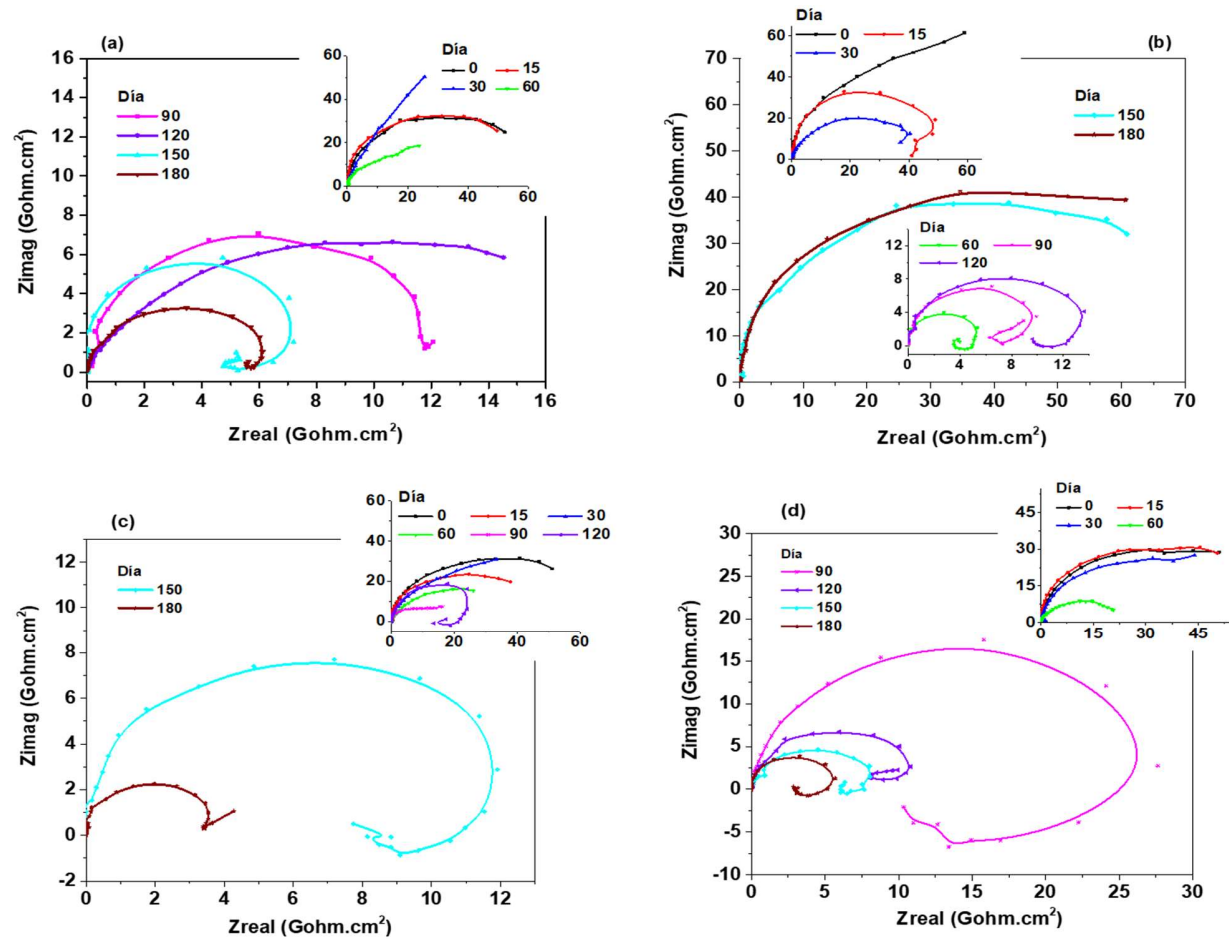 (a)
Día
90
120
150
180
Día
0 15
30 60
60
40
20
0
0 20 40 60
16
14
12
10
8
6
4
2
0
0 2 4 6 8 10 12 14 16
Zimag (Gohm.cm²)
Zreal (Gohm.cm²)
(b)
Día
0 15
30
60
40
20
0
0 20 40 60
Día
150
180
Día
60 90
120
12
8
4
0
0 4 8 12
70
60
50
40
30
20
10
0
0 10 20 30 40 50 60 70
Zimag (Gohm.cm²)
Zreal (Gohm.cm²)
(c)
Día
150
180
Día
0 15 30
60 90 120
60
40
20
0
0 20 40 60
12
10
8
6
4
2
0
-2
0 2 4 6 8 10 12
Zimag (Gohm.cm²)
Zreal (Gohm.cm²)
(d)
Día
90
120
150
180
Día
0 15
30 60
45
30
15
0
0 15 30 45
30
25
20
15
10
5
0
-5
-10
0 5 10 15 20 25 30
Zimag (Gohm.cm²)
Zreal (Gohm.cm²)